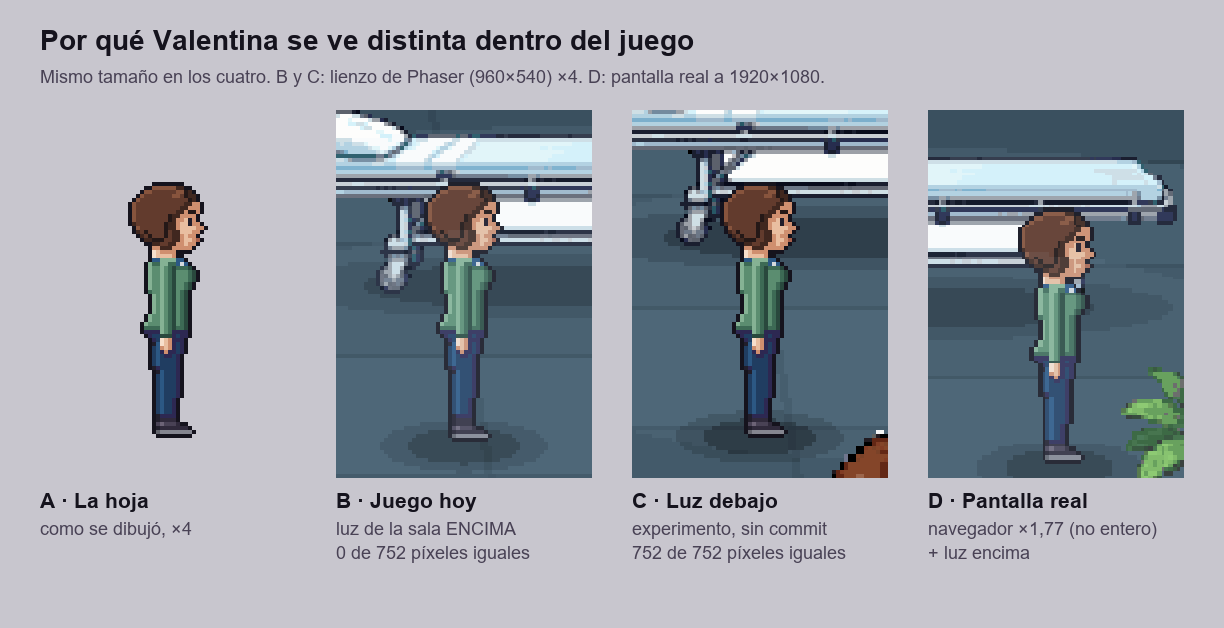 Por qué Valentina se ve distinta dentro del juego
Mismo tamaño en los cuatro. B y C: lienzo de Phaser (960×540) ×4. D: pantalla real a 1920×1080.
A · La hoja
como se dibujó, ×4
B · Juego hoy
luz de la sala ENCIMA
0 de 752 píxeles iguales
C · Luz debajo
experimento, sin commit
752 de 752 píxeles iguales
D · Pantalla real
navegador ×1,77 (no entero)
+ luz encima